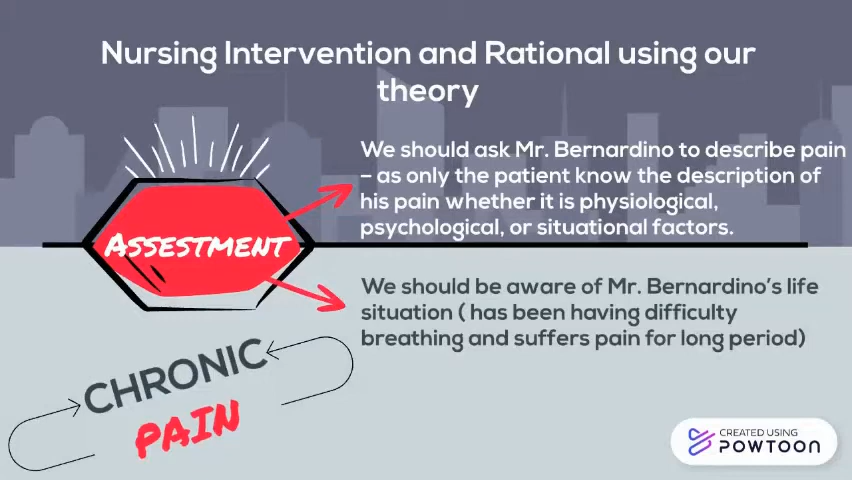 Nursing Intervention and Rational using our
theory
We should ask Mr. Bernardino to describe pain
– as only the patient know the description of
his pain whether it is physiological,
psychological, or situational factors.
ASSESTMENT
We should be aware of Mr. Bernardino's life
situation ( has been having difficulty
breathing and suffers pain for long period)
CHRONIC
PAIN
CREATED USING
POWTOON